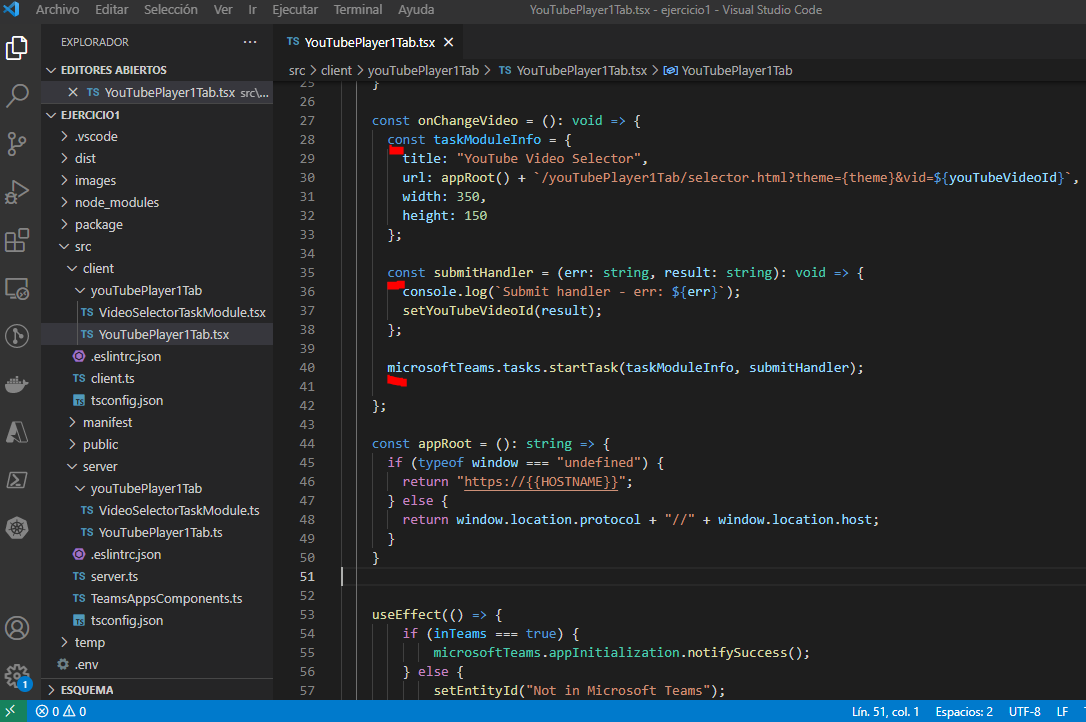 Archivo Editar Selección Ver Ir Ejecutar Terminal Ayuda YouTubePlayer1Tab.tsx - ejercicio1 - Visual Studio Code
EXPLORADOR ···
EDITORES ABIERTOS
TS YouTubePlayer1Tab.tsx src\...
EJERCICIO1
.vscode
dist
images
node_modules
package
src
client
youTubePlayer1Tab
TS VideoSelectorTaskModule.tsx
TS YouTubePlayer1Tab.tsx
.eslintrc.json
TS client.ts
TS tsconfig.json
manifest
public
server
youTubePlayer1Tab
TS VideoSelectorTaskModule.ts
TS YouTubePlayer1Tab.ts
.eslintrc.json
TS server.ts
TS TeamsAppsComponents.ts
TS tsconfig.json
temp
.env
ESQUEMA
1
TS YouTubePlayer1Tab.tsx
src > client > youTubePlayer1Tab > TS YouTubePlayer1Tab.tsx > YouTubePlayer1Tab
25 }
26
27 const onChangeVideo = (): void => {
28 const taskModuleInfo = {
29 title: "YouTube Video Selector",
30 url: appRoot() + `/youTubePlayer1Tab/selector.html?theme={theme}&vid=${youTubeVideoId}`,
31 width: 350,
32 height: 150
33 };
34
35 const submitHandler = (err: string, result: string): void => {
36 console.log(`Submit handler - err: ${err}`);
37 setYouTubeVideoId(result);
38 };
39
40 microsoftTeams.tasks.startTask(taskModuleInfo, submitHandler);
41
42 };
43
44 const appRoot = (): string => {
45 if (typeof window === "undefined") {
46 return "https://{{HOSTNAME}}";
47 } else {
48 return window.location.protocol + "//" + window.location.host;
49 }
50 }
51
52
53 useEffect(() => {
54 if (inTeams === true) {
55 microsoftTeams.appInitialization.notifySuccess();
56 } else {
57 setEntityId("Not in Microsoft Teams");
0 0 Lín. 51, col. 1 Espacios: 2 UTF-8 LF